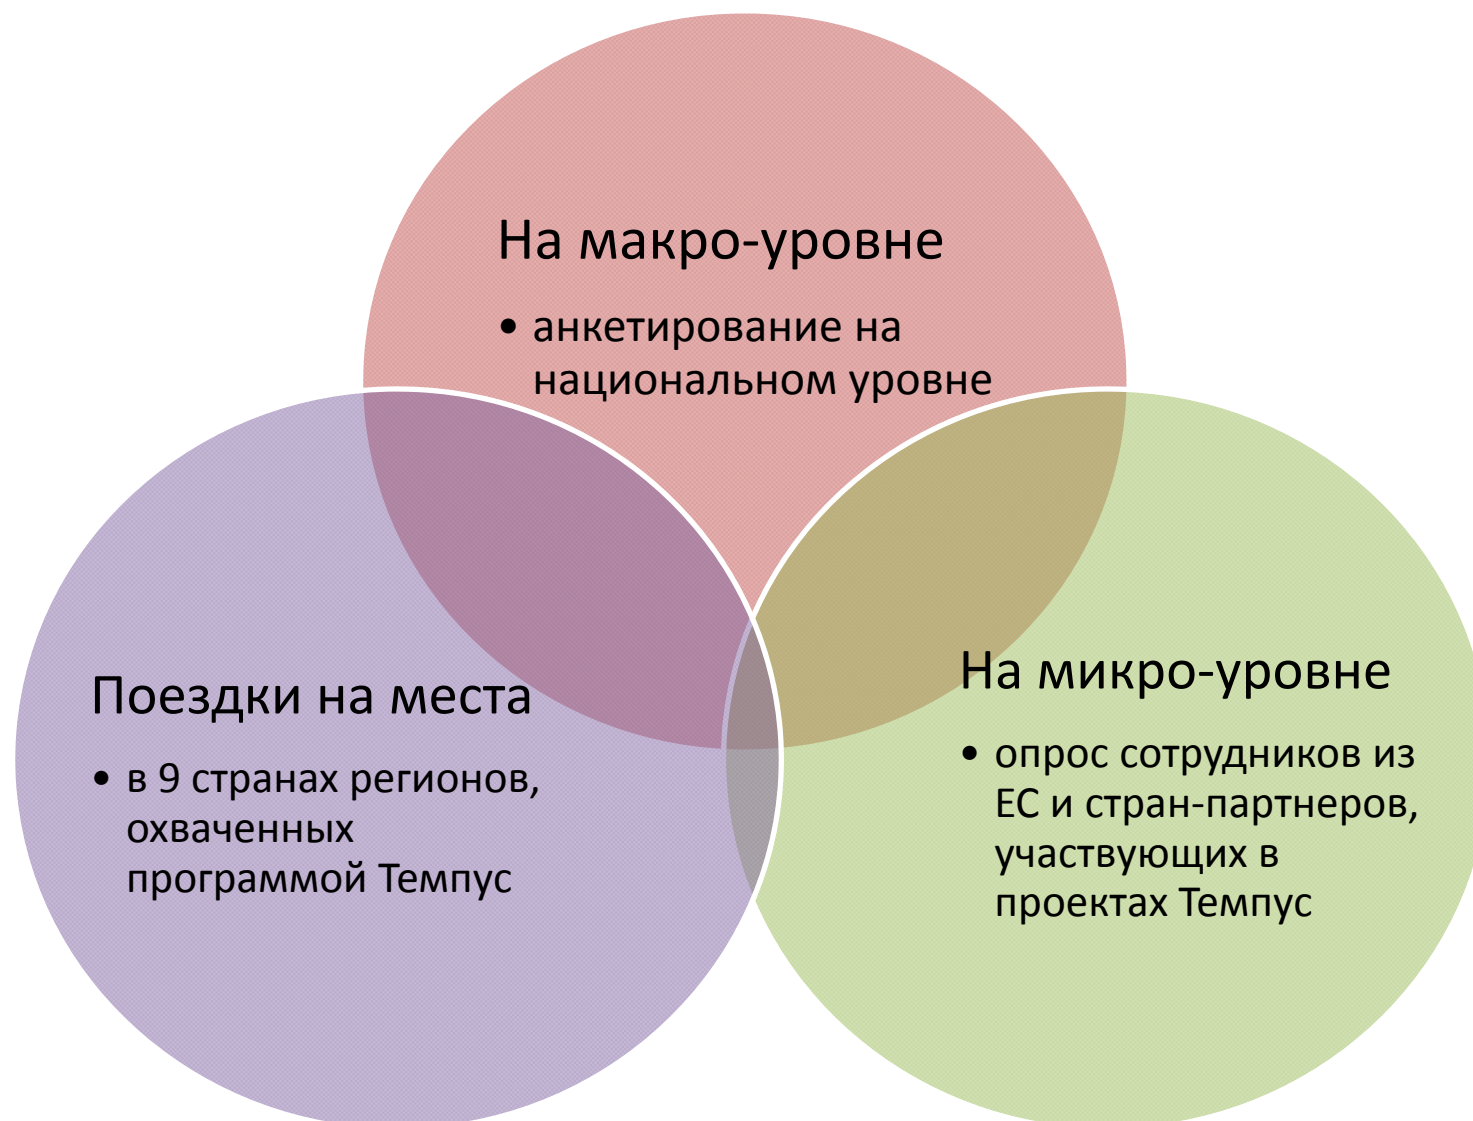 На макро-уровне
• анкетирование на
национальном уровне
Поездки на места
• в 9 странах регионов,
охваченных
программой Темпус
На микро-уровне
• опрос сотрудников из
ЕС и стран-партнеров,
участвующих в
проектах Темпус